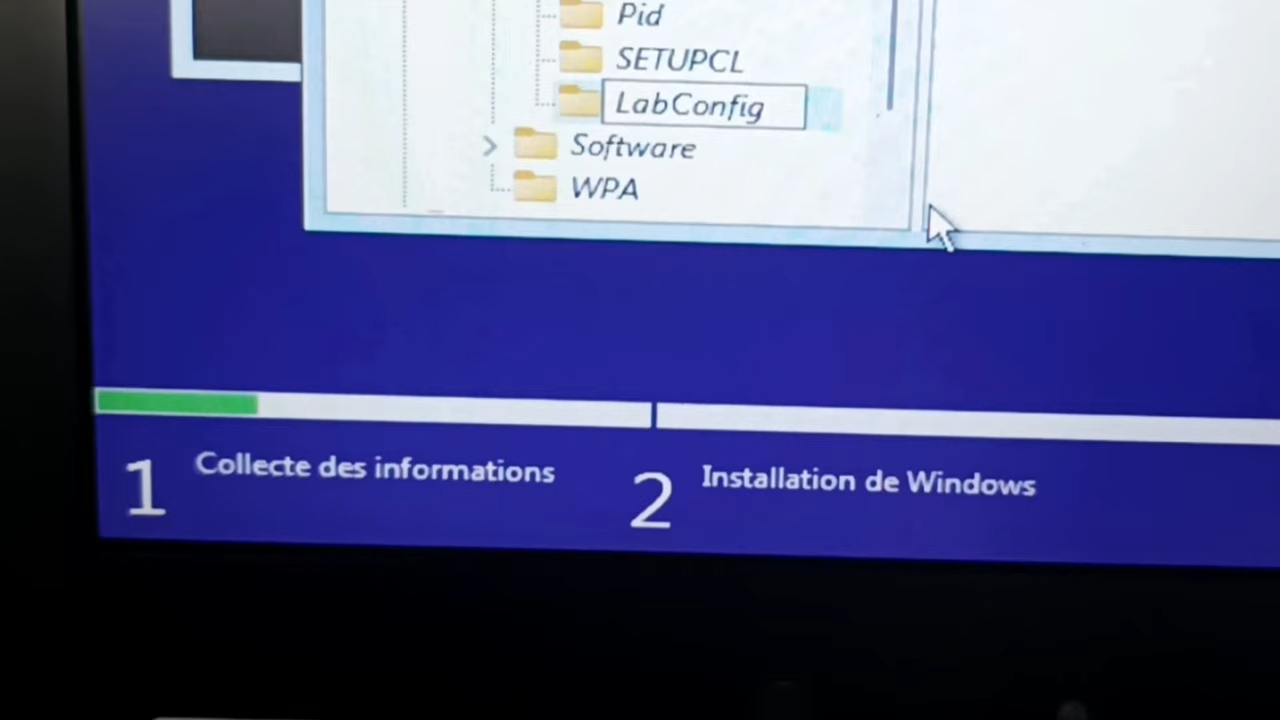 Pid
SETUPCL
LabConfig
Software
WPA
1 Collecte des informations
2 Installation de Windows